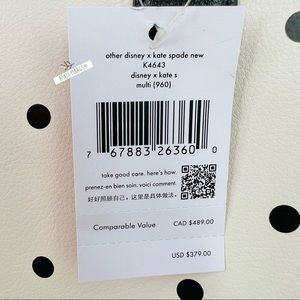 other disney x kate spade new
K4643
disney x kate s
multi (960)
7 67883 26360 0
take good care. here's how.
prenez-en bien soin. voici comment.
好好照顾自己，这里是具体做法。
Comparable Value
CAD $489.00
USD $379.00